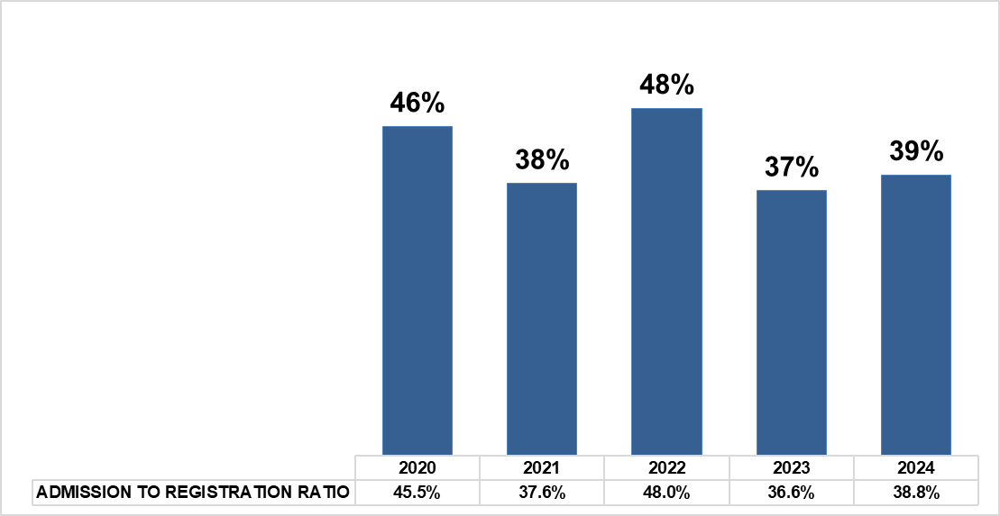 48%
46%
39%
38%
37%
2020 2021 2022 2023 2024
ADMISSION TO REGISTRATION RATIO 45.5% 37.6% 48.0% 36.6% 38.8%